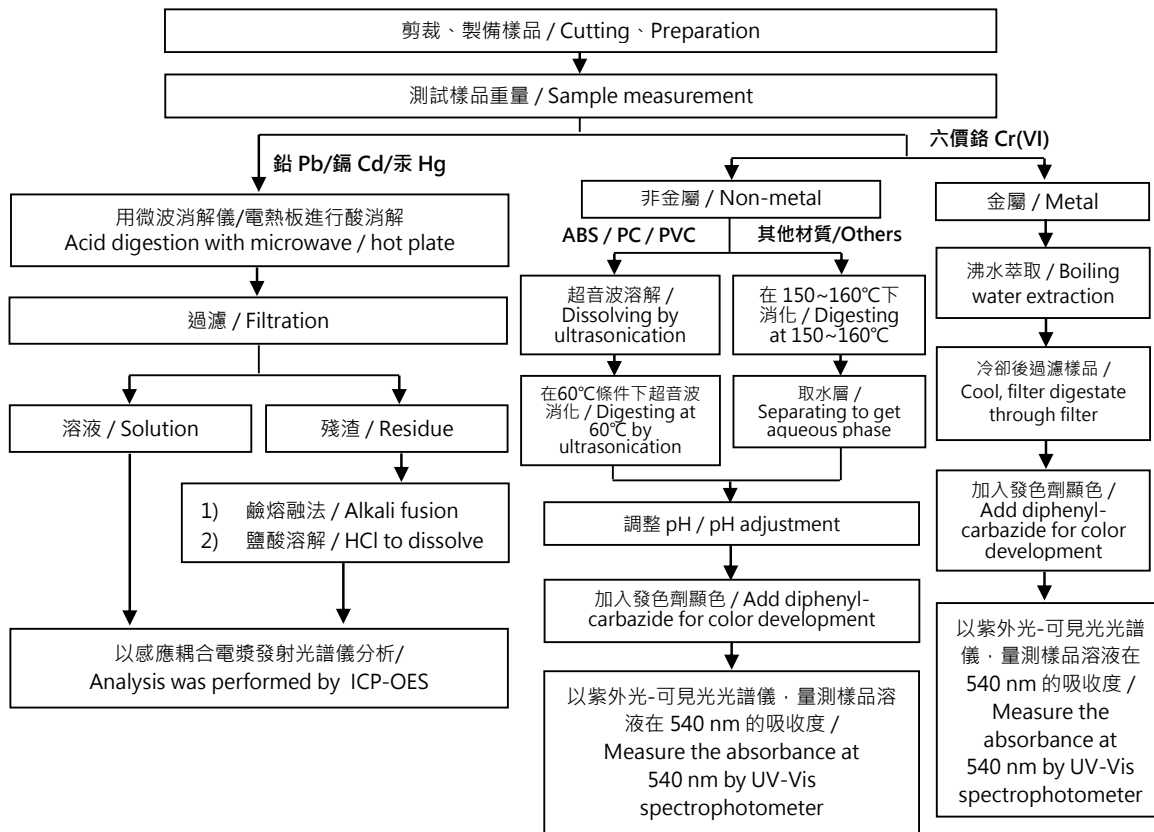 剪裁、製備樣品 / Cutting、Preparation
測試樣品重量 / Sample measurement
鉛 Pb/鎘 Cd/汞 Hg
六價鉻 Cr(VI)
用微波消解儀/電熱板進行酸消解
Acid digestion with microwave / hot plate
過濾 / Filtration
溶液 / Solution
殘渣 / Residue
1) 鹼熔融法 / Alkali fusion
2) 鹽酸溶解 / HCl to dissolve
以感應耦合電漿發射光譜儀分析/
Analysis was performed by ICP-OES
非金屬 / Non-metal
ABS / PC / PVC
其他材質/Others
超音波溶解 /
Dissolving by
ultrasonication
在60℃條件下超音波
消化 / Digesting at
60℃ by
ultrasonication
在 150~160℃下
消化 / Digesting
at 150~160℃
取水層 /
Separating to get
aqueous phase
調整 pH / pH adjustment
加入發色劑顯色 / Add diphenyl-
carbazide for color development
以紫外光-可見光光譜儀，量測樣品溶
液在 540 nm 的吸收度 /
Measure the absorbance at
540 nm by UV-Vis
spectrophotometer
金屬 / Metal
沸水萃取 / Boiling
water extraction
冷卻後過濾樣品 /
Cool, filter digestate
through filter
加入發色劑顯色 /
Add diphenyl-
carbazide for color
development
以紫外光-可見光光譜
儀，量測樣品溶液在
540 nm 的吸收度 /
Measure the
absorbance at
540 nm by UV-Vis
spectrophotometer